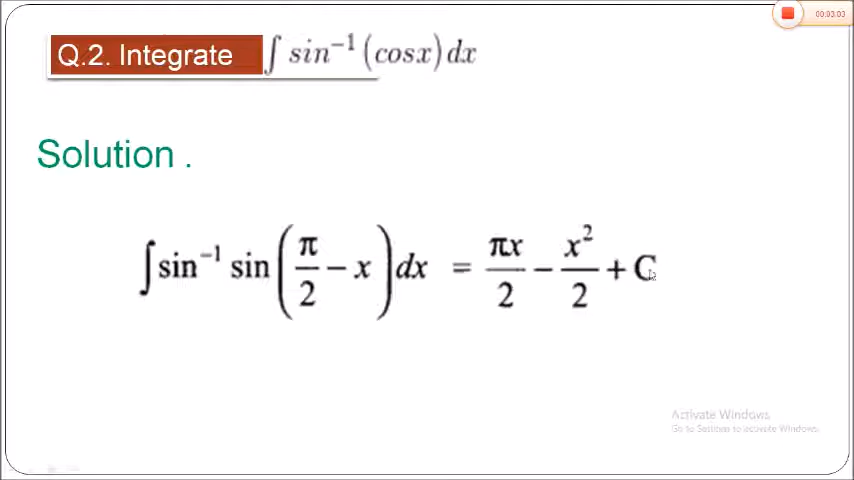 00:03:03
Q.2. Integrate ∫ sin⁻¹(cosx)dx
Solution .
∫ sin⁻¹ sin(π/2 − x) dx = πx/2 − x²/2 + C
Activate Windows
Go to Settings to activate Windows.